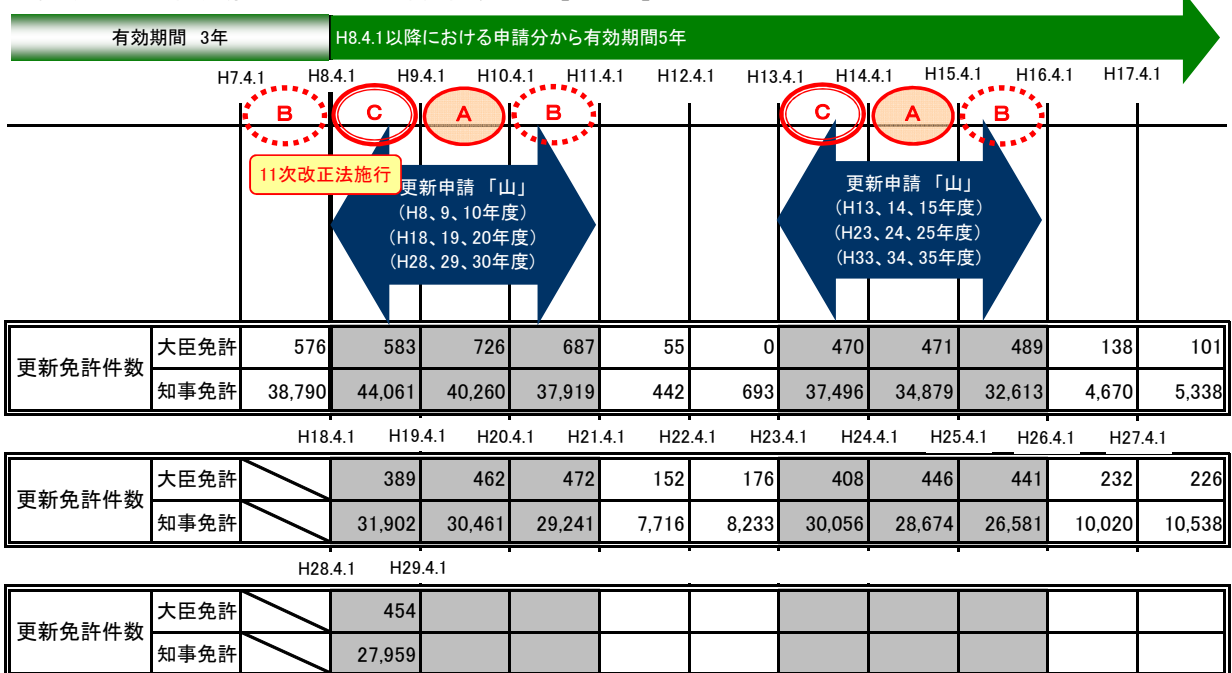 有効期間 3年 H8.4.1以降における申請分から有効期間5年
H7.4.1 H8.4.1 H9.4.1 H10.4.1 H11.4.1 H12.4.1 H13.4.1 H14.4.1 H15.4.1 H16.4.1 H17.4.1
B C A B C A B
11次改正法施行
更新申請 「山」
(H8、9、10年度)
(H18、19、20年度)
(H28、29、30年度)
更新申請 「山」
(H13、14、15年度)
(H23、24、25年度)
(H33、34、35年度)
更新免許件数
大臣免許 576 583 726 687 55 0 470 471 489 138 101
知事免許 38,790 44,061 40,260 37,919 442 693 37,496 34,879 32,613 4,670 5,338
H18.4.1 H19.4.1 H20.4.1 H21.4.1 H22.4.1 H23.4.1 H24.4.1 H25.4.1 H26.4.1 H27.4.1
更新免許件数
大臣免許 389 462 472 152 176 408 446 441 232 226
知事免許 31,902 30,461 29,241 7,716 8,233 30,056 28,674 26,581 10,020 10,538
H28.4.1 H29.4.1
更新免許件数
大臣免許 454
知事免許 27,959